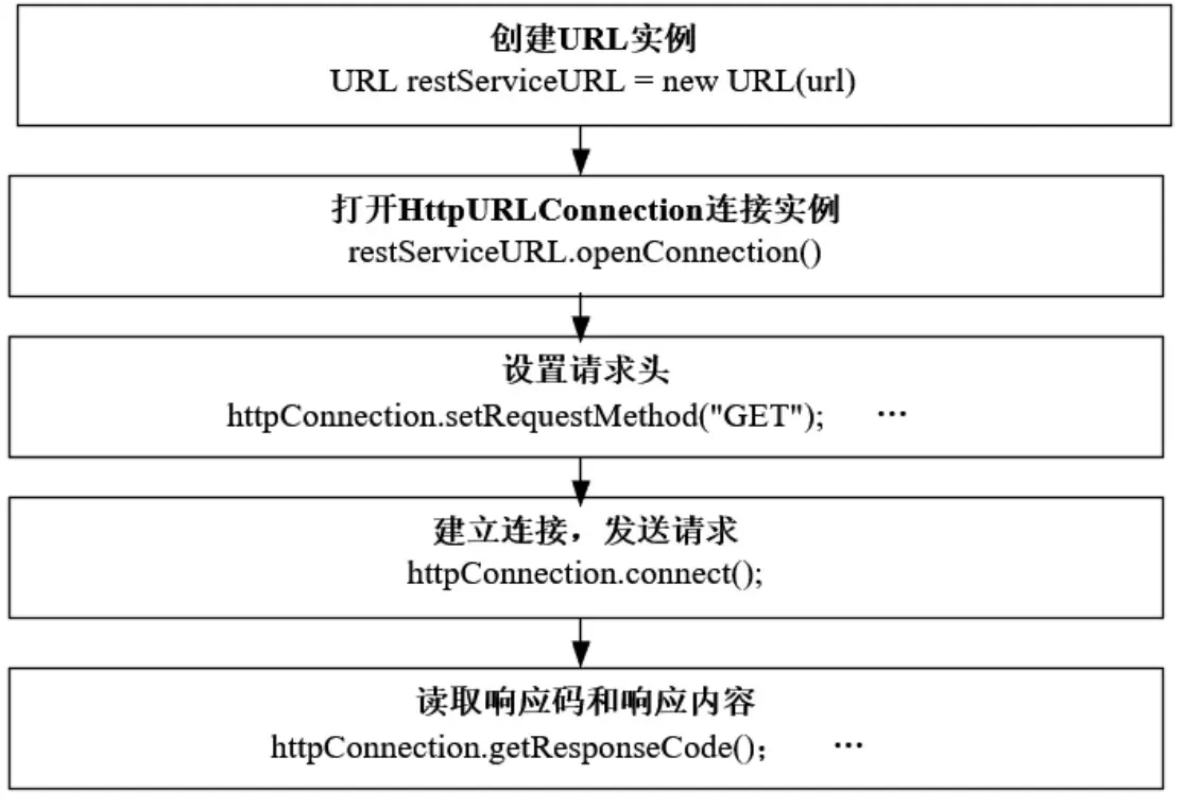 创建URL实例
URL restServiceURL = new URL(url)
打开HttpURLConnection连接实例
restServiceURL.openConnection()
设置请求头
httpConnection.setRequestMethod("GET"); ···
建立连接，发送请求
httpConnection.connect();
读取响应码和响应内容
httpConnection.getResponseCode()； ···